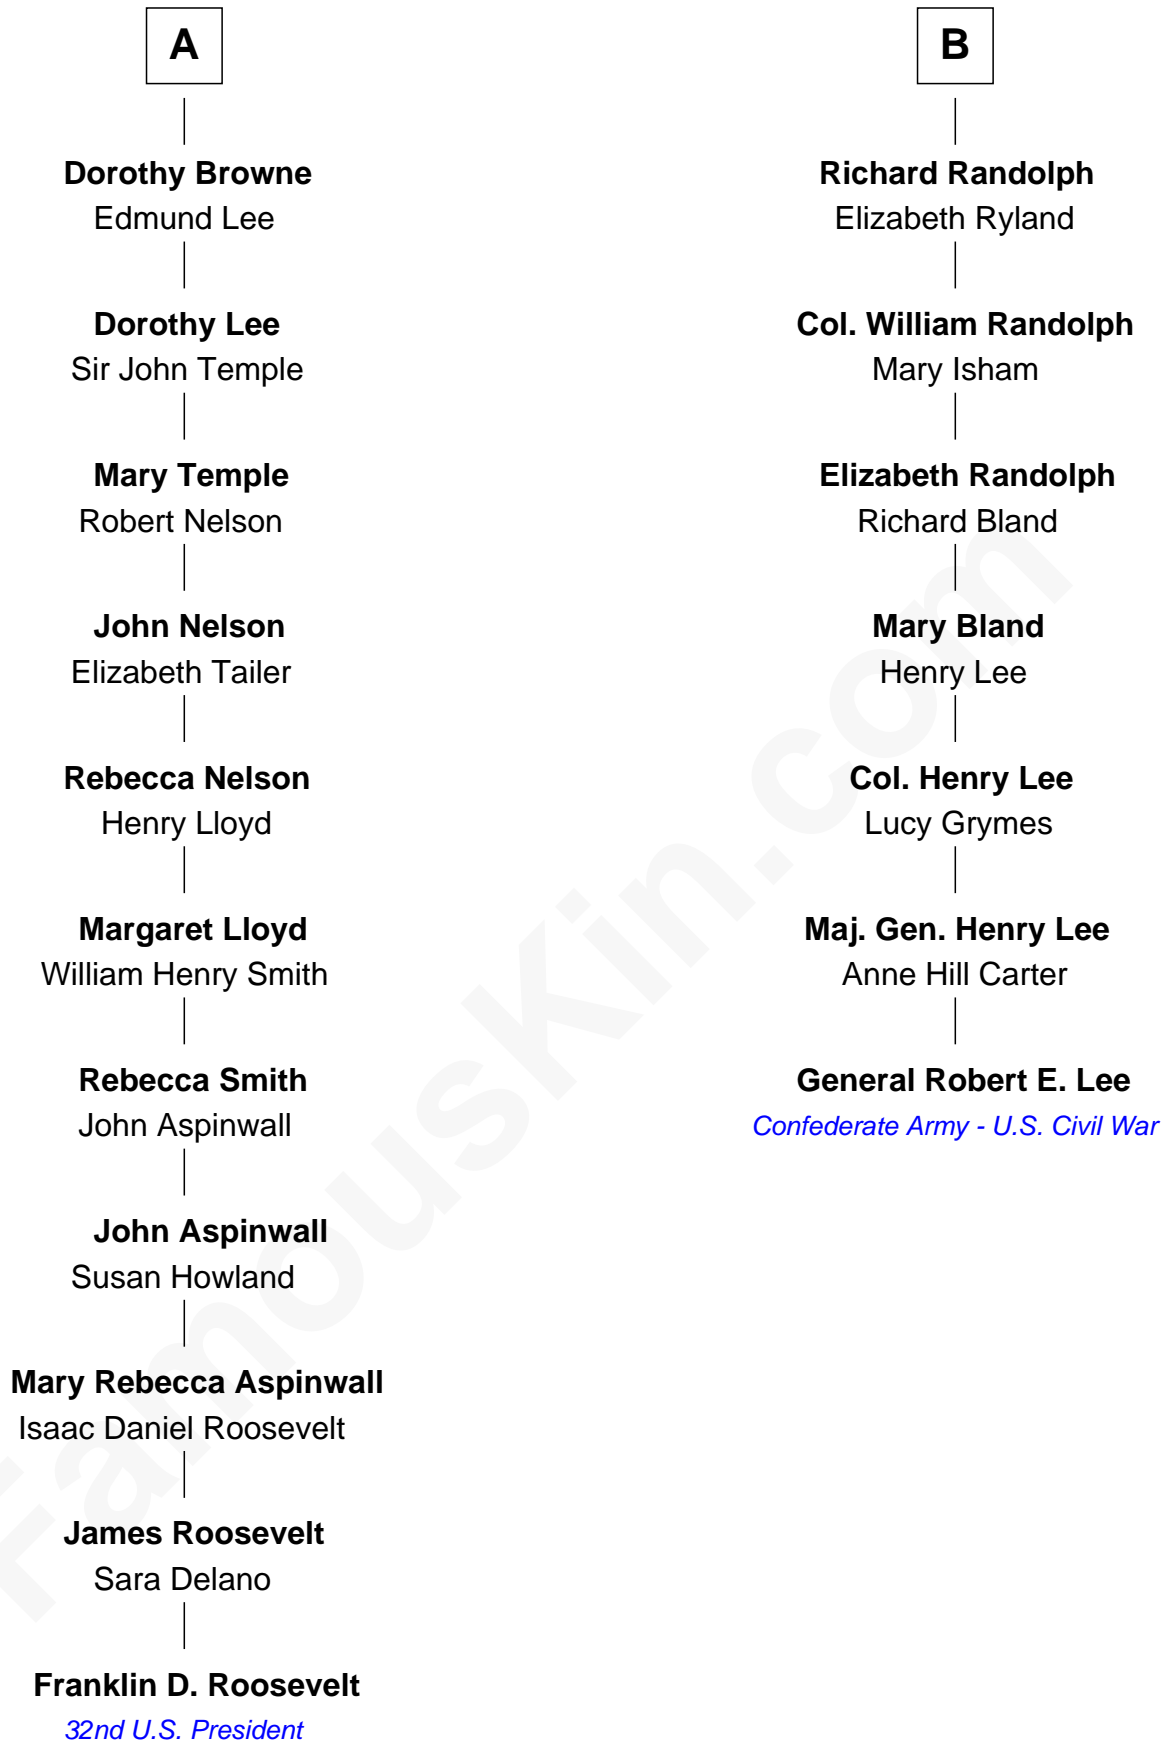 A
Dorothy Browne
Edmund Lee
Dorothy Lee
Sir John Temple
Mary Temple
Robert Nelson
John Nelson
Elizabeth Tailer
Rebecca Nelson
Henry Lloyd
Margaret Lloyd
William Henry Smith
Rebecca Smith
John Aspinwall
John Aspinwall
Susan Howland
Mary Rebecca Aspinwall
Isaac Daniel Roosevelt
James Roosevelt
Sara Delano
Franklin D. Roosevelt
32nd U.S. President
B
Richard Randolph
Elizabeth Ryland
Col. William Randolph
Mary Isham
Elizabeth Randolph
Richard Bland
Mary Bland
Henry Lee
Col. Henry Lee
Lucy Grymes
Maj. Gen. Henry Lee
Anne Hill Carter
General Robert E. Lee
Confederate Army - U.S. Civil War
FamousKin.com